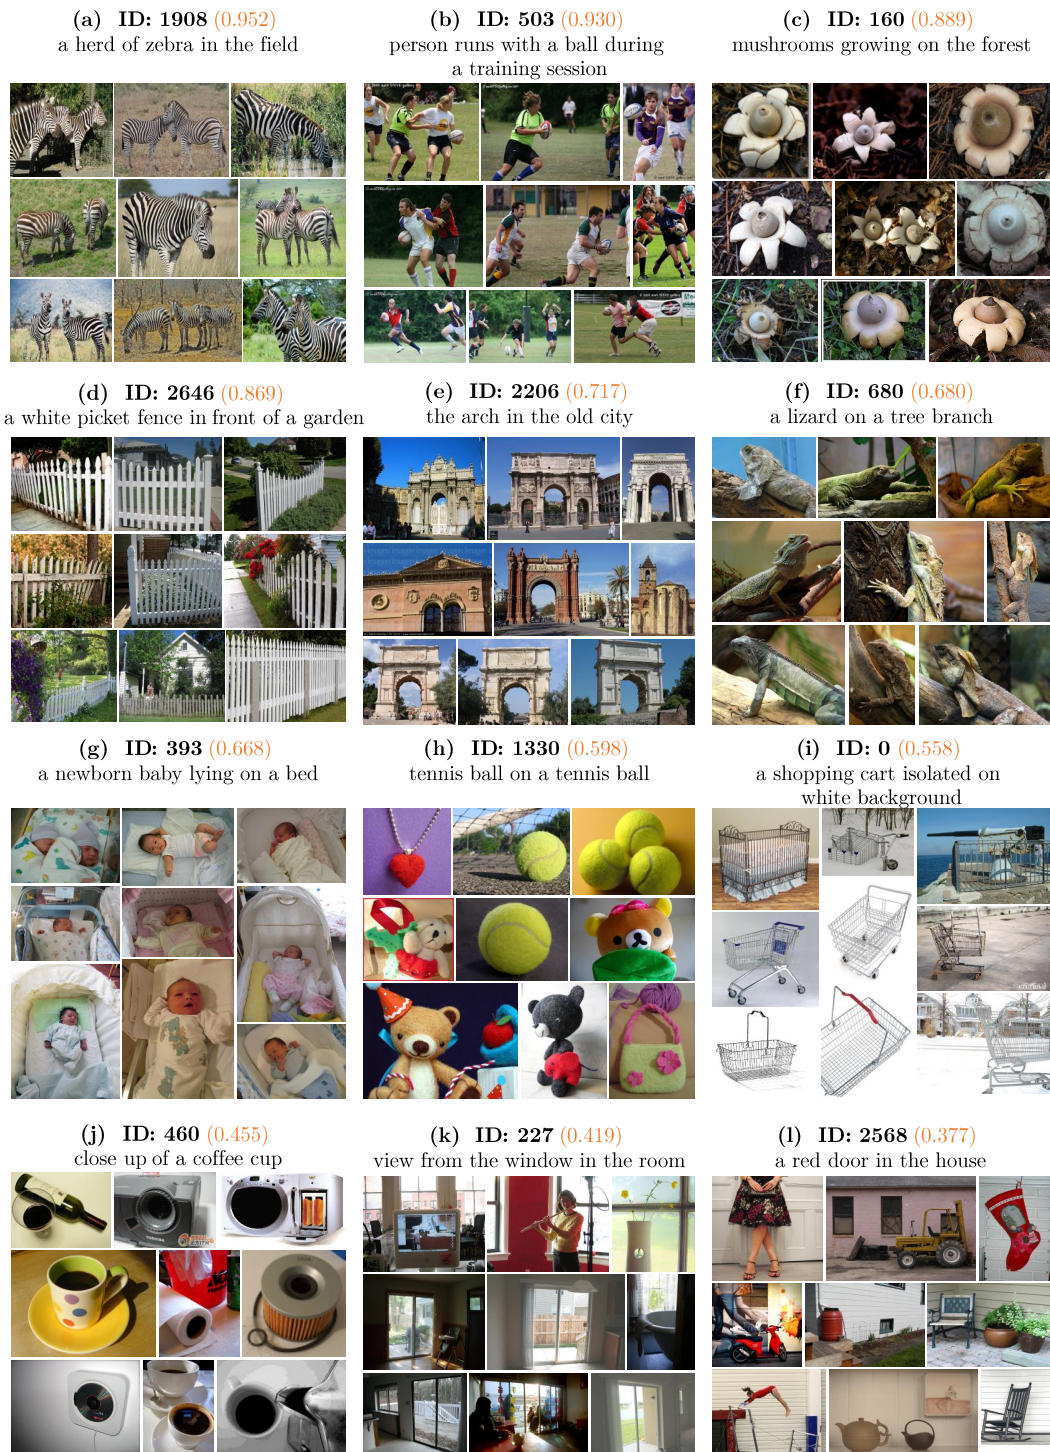 (a) ID: 1908 (0.952)
a herd of zebra in the field
(b) ID: 503 (0.930)
person runs with a ball during
a training session
(c) ID: 160 (0.889)
mushrooms growing on the forest
(d) ID: 2646 (0.869)
a white picket fence in front of a garden
(e) ID: 2206 (0.717)
the arch in the old city
(f) ID: 680 (0.680)
a lizard on a tree branch
(g) ID: 393 (0.668)
a newborn baby lying on a bed
(h) ID: 1330 (0.598)
tennis ball on a tennis ball
(i) ID: 0 (0.558)
a shopping cart isolated on
white background
(j) ID: 460 (0.455)
close up of a coffee cup
TOSHIBA
(k) ID: 227 (0.419)
view from the window in the room
(l) ID: 2568 (0.377)
a red door in the house